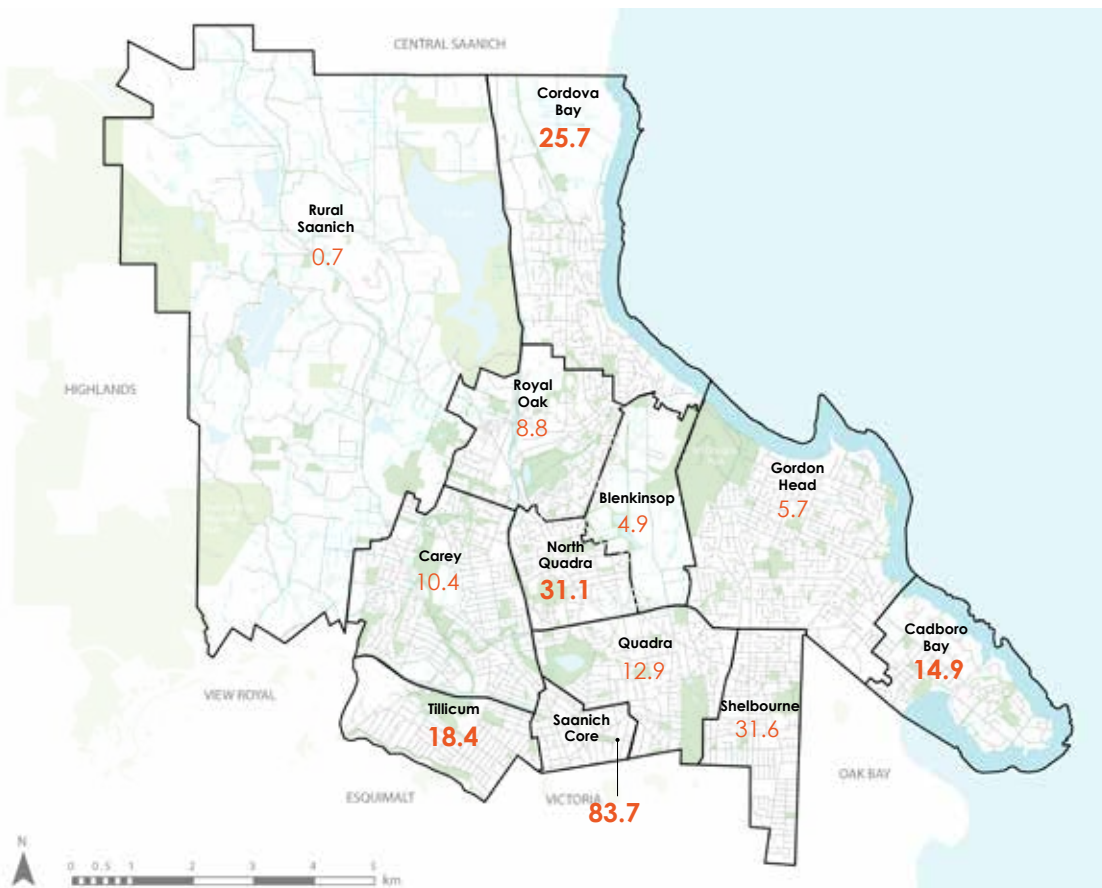 CENTRAL SAANICH
Cordova
Bay
25.7
Rural
Saanich
0.7
HIGHLANDS
Royal
Oak
8.8
Gordon
Head
5.7
Blenkinsop
4.9
Carey
10.4
North
Quadra
31.1
Quadra
12.9
Cadboro
Bay
14.9
VIEW ROYAL
Tillicum
18.4
Saanich
Core
83.7
Shelbourne
31.6
OAK BAY
ESQUIMALT
VICTORIA
N
0 0.5 1 2 3 4 5
km